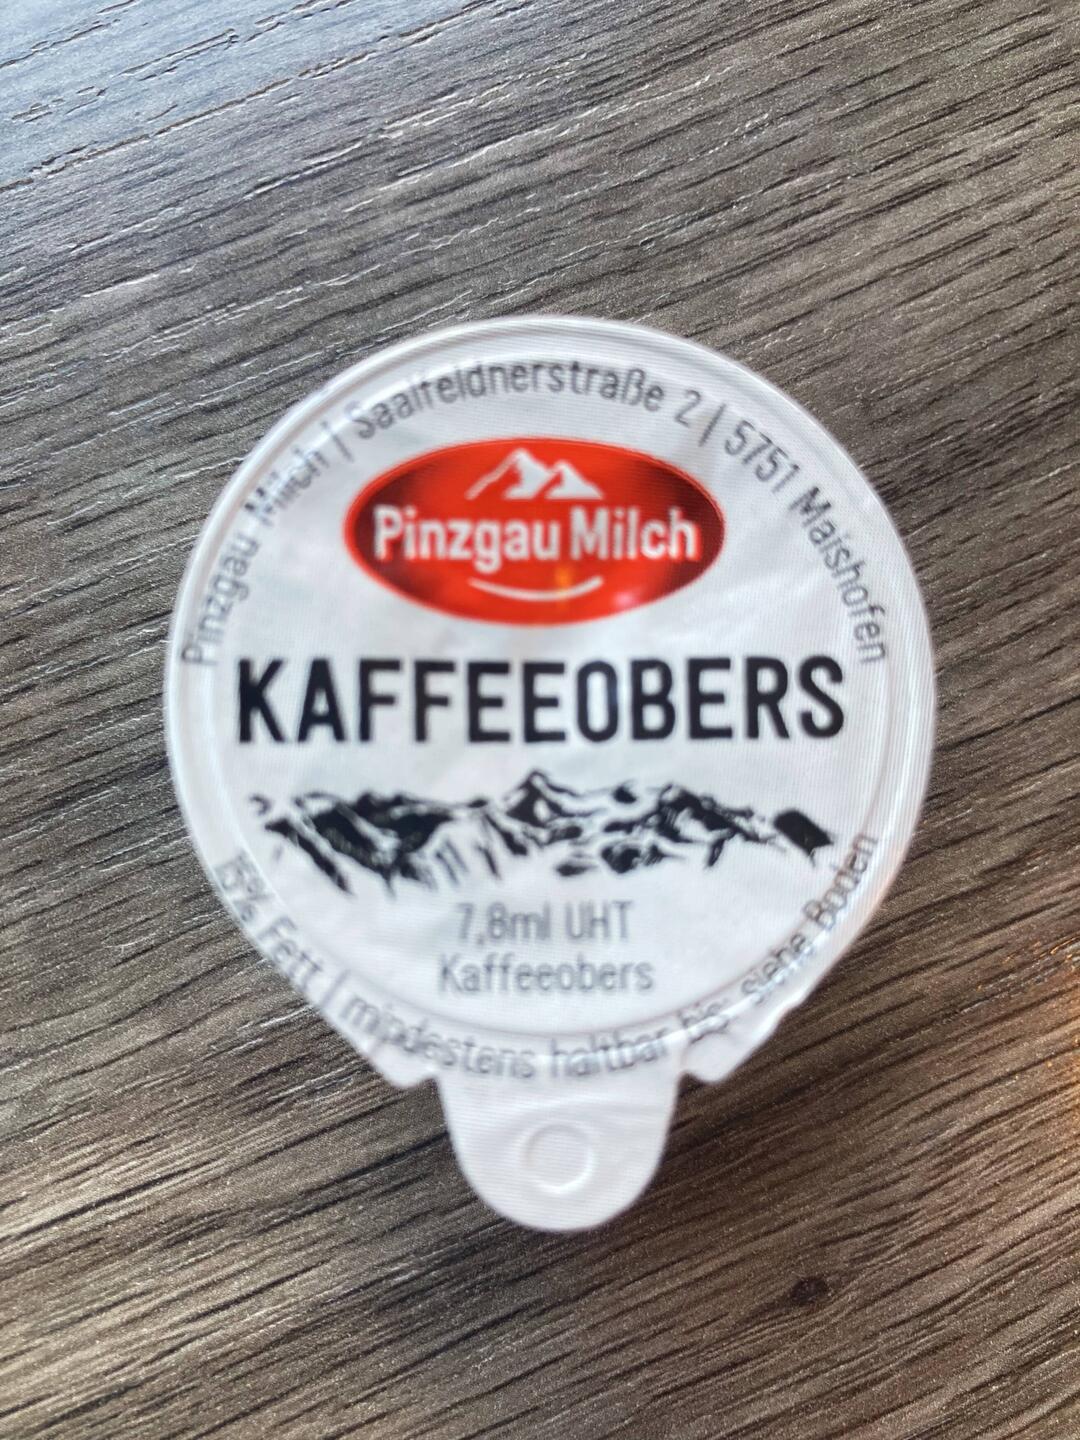 Pinzgau Milch | Saalfeldnerstraße 2 | 5751 Maishofen
Pinzgau Milch
KAFFEEOBERS
7,8ml UHT
Kaffeeobers
15% Fett | mindestens haltbar bis: siehe Boden